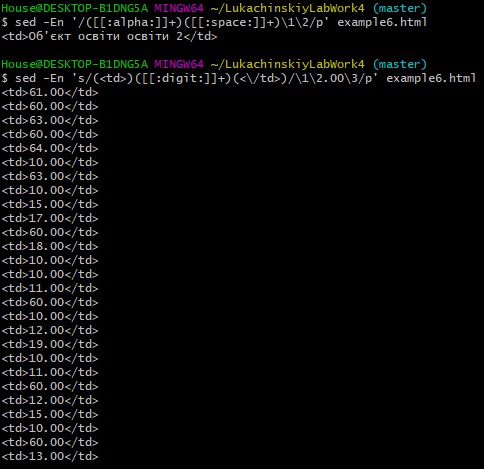 House@DESKTOP-B1DNG5A MINGW64 ~/LukachinskiyLabWork4 (master)
$ sed -En '/([[:alpha:]]+)([[:space:]]+)\1\2/p' example6.html
<td>Об'єкт освіти освіти 2</td>
House@DESKTOP-B1DNG5A MINGW64 ~/LukachinskiyLabWork4 (master)
$ sed -En 's/(<td>)([[:digit:]]+)(<\/td>)/\1\2.00\3/p' example6.html
<td>61.00</td>
<td>60.00</td>
<td>63.00</td>
<td>60.00</td>
<td>64.00</td>
<td>10.00</td>
<td>63.00</td>
<td>10.00</td>
<td>15.00</td>
<td>17.00</td>
<td>60.00</td>
<td>18.00</td>
<td>10.00</td>
<td>10.00</td>
<td>11.00</td>
<td>60.00</td>
<td>10.00</td>
<td>12.00</td>
<td>19.00</td>
<td>10.00</td>
<td>11.00</td>
<td>60.00</td>
<td>12.00</td>
<td>15.00</td>
<td>10.00</td>
<td>60.00</td>
<td>13.00</td>